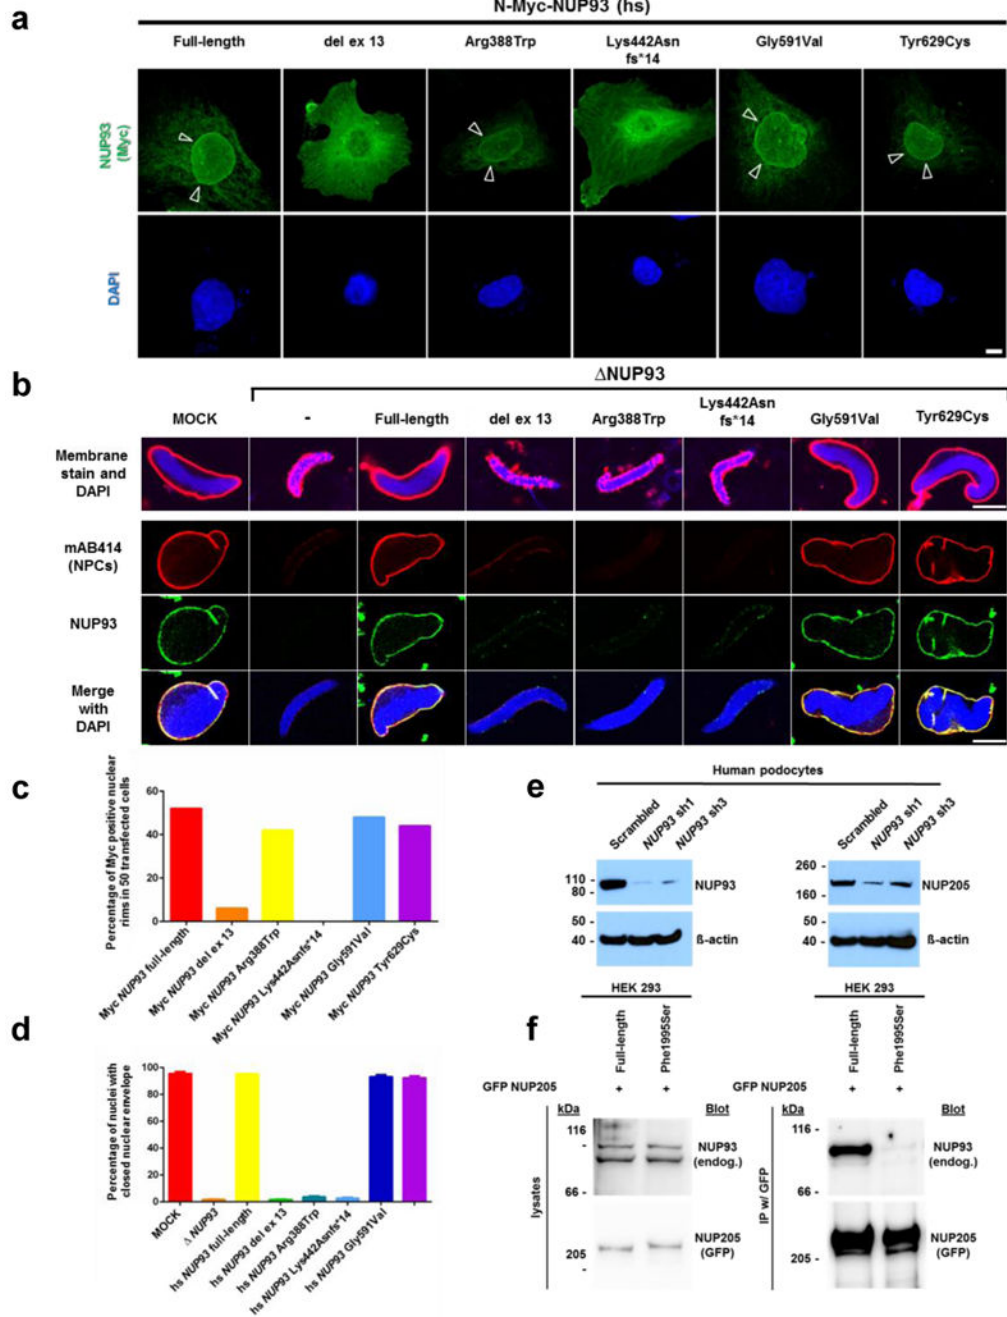 a
N-Myc-NUP93 (hs)
Full-length
del ex 13
Arg388Trp
Lys442Asn
fs*14
Gly591Val
Tyr629Cys
NUP93
(Myc)
DAPI
b
ΔNUP93
MOCK
-
Full-length
del ex 13
Arg388Trp
Lys442Asn
fs*14
Gly591Val
Tyr629Cys
Membrane
stain and
DAPI
mAB414
(NPCs)
NUP93
Merge
with
DAPI
c
Percentage of Myc positive nuclear
rims in 50 transfected cells
60
40
20
0
Myc NUP93 full-length
Myc NUP93 del ex 13
Myc NUP93 Arg388Trp
Myc NUP93 Lys442Asnfs*14
Myc NUP93 Gly591Val
Myc NUP93 Tyr629Cys
d
Percentage of nuclei with
closed nuclear envelope
100
80
60
40
20
0
MOCK
Δ NUP93
hs NUP93 full-length
hs NUP93 del ex 13
hs NUP93 Arg388Trp
hs NUP93 Lys442Asnfs*14
hs NUP93 Gly591Val
e
Human podocytes
Scrambled
NUP93 sh1
NUP93 sh3
110 -
80 -
NUP93
50 -
40 -
ß-actin
Scrambled
NUP93 sh1
NUP93 sh3
260 -
160 -
NUP205
50 -
40 -
ß-actin
f
HEK 293
Full-length
Phe1995Ser
GFP NUP205
+
+
kDa
Blot
lysates
116 -
-
66 -
NUP93
(endog.)
205 -
-
NUP205
(GFP)
HEK 293
Full-length
Phe1995Ser
GFP NUP205
+
+
kDa
Blot
IP w/ GFP
116 -
-
66 -
NUP93
(endog.)
205 -
-
NUP205
(GFP)